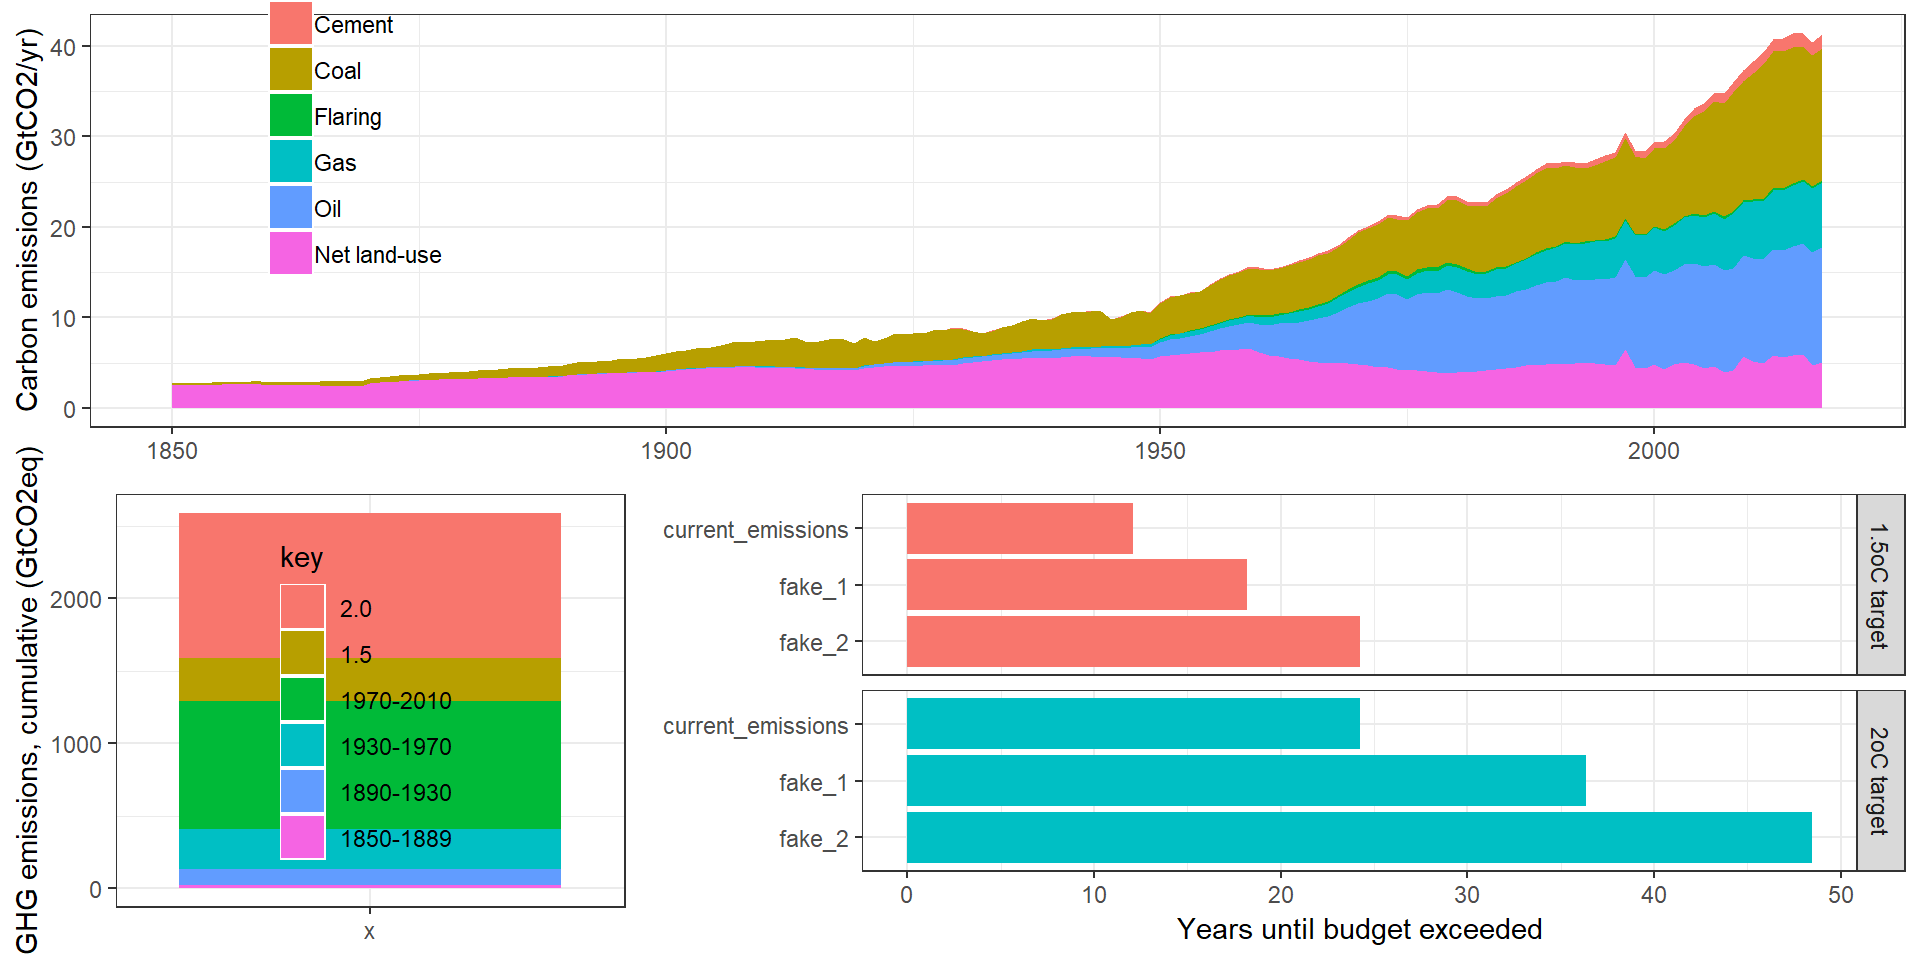 Carbon emissions (GtCO2/yr)
40
30
20
10
0
Cement
Coal
Flaring
Gas
Oil
Net land-use
1850
1900
1950
2000
GHG emissions, cumulative (GtCO2eq)
2000
1000
0
key
2.0
1.5
1970-2010
1930-1970
1890-1930
1850-1889
x
current_emissions
fake_1
fake_2
1.5oC target
current_emissions
fake_1
fake_2
2oC target
0
10
20
30
40
50
Years until budget exceeded